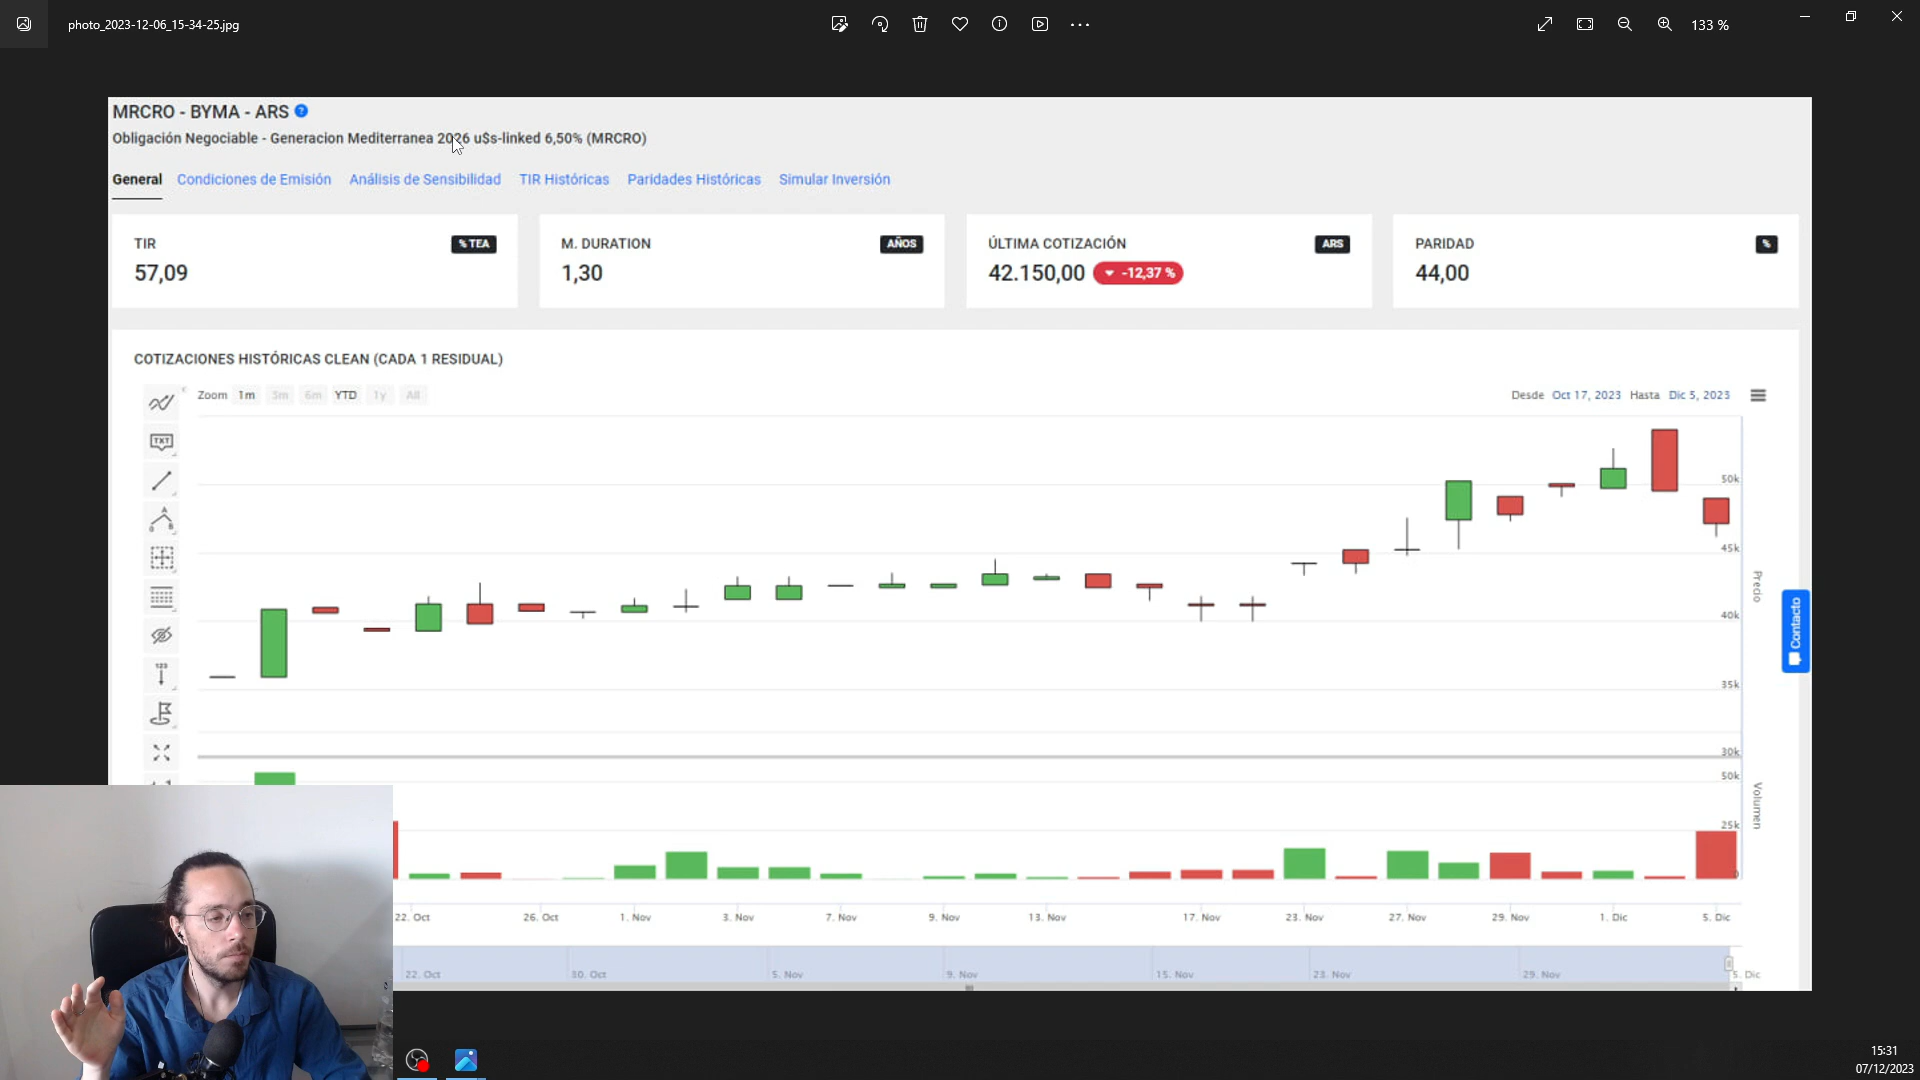 photo_2023-12-06_15-34-25.jpg
133 %
MRCRO - BYMA - ARS ?
Obligación Negociable - Generacion Mediterranea 2026 u$s-linked 6,50% (MRCRO)
General Condiciones de Emisión Análisis de Sensibilidad TIR Históricas Paridades Históricas Simular Inversión
TIR % TEA
57,09
M. DURATION AÑOS
1,30
ÚLTIMA COTIZACIÓN ARS
42.150,00 -12,37 %
PARIDAD %
44,00
COTIZACIONES HISTÓRICAS CLEAN (CADA 1 RESIDUAL)
Zoom 1m 3m 6m YTD 1y All
Desde Oct 17, 2023 Hasta Dic 5, 2023
TXT
A
B
123
50k
45k
40k
35k
30k
Precio
50k
25k
0
Volumen
Contacto
22. Oct 26. Oct 1. Nov 3. Nov 7. Nov 9. Nov 13. Nov 17. Nov 23. Nov 27. Nov 29. Nov 1. Dic 5. Dic
22. Oct 30. Oct 5. Nov 9. Nov 15. Nov 23. Nov 29. Nov 5. Dic
15:31
07/12/2023